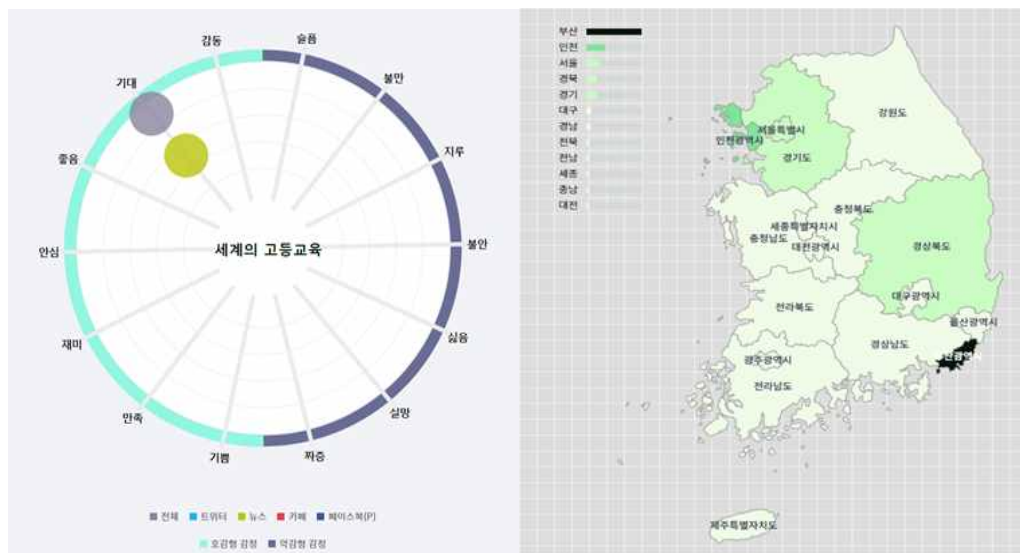 감동
슬픔
기대
불만
좋음
지루
안심
불안
세계의 고등교육
재미
싫음
만족
실망
기쁨
짜증
전체 트위터 뉴스 카페 페이스북(P)
호감형 감정 악감형 감정
부산
인천
서울
경북
경기
대구
경남
전북
전남
세종
충남
대전
강원도
서울특별시
인천광역시
경기도
충청북도
세종특별자치시
충청남도
대전광역시
경상북도
대구광역시
전라북도
울산광역시
경상남도
광주광역시
전라남도
제주특별자치도